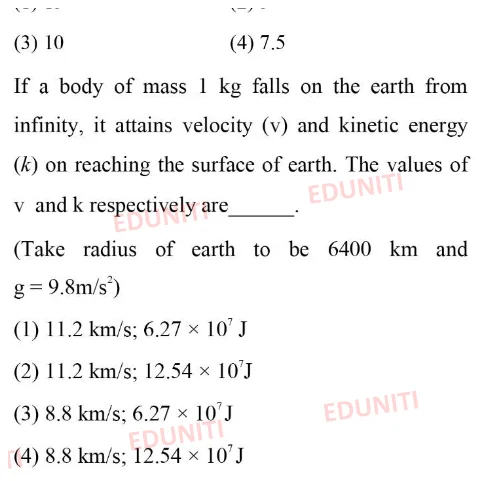 (3) 10 (4) 7.5
If a body of mass 1 kg falls on the earth from
infinity, it attains velocity (v) and kinetic energy
(k) on reaching the surface of earth. The values of
v and k respectively are______.
EDUNITI
EDUNITI
(Take radius of earth to be 6400 km and
g = 9.8m/s²)
(1) 11.2 km/s; 6.27 × 10⁷ J
(2) 11.2 km/s; 12.54 × 10⁷J
(3) 8.8 km/s; 6.27 × 10⁷J
EDUNITI
(4) 8.8 km/s; 12.54 × 10⁷J
EDUNITI